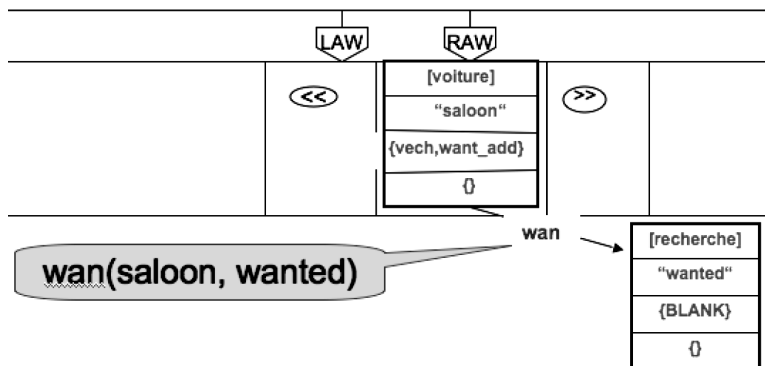 LAW RAW
[voiture]
<< >>
“saloon“
{vech,want_add}
{}
wan
[recherche]
wan(saloon, wanted)
“wanted“
{BLANK}
{}